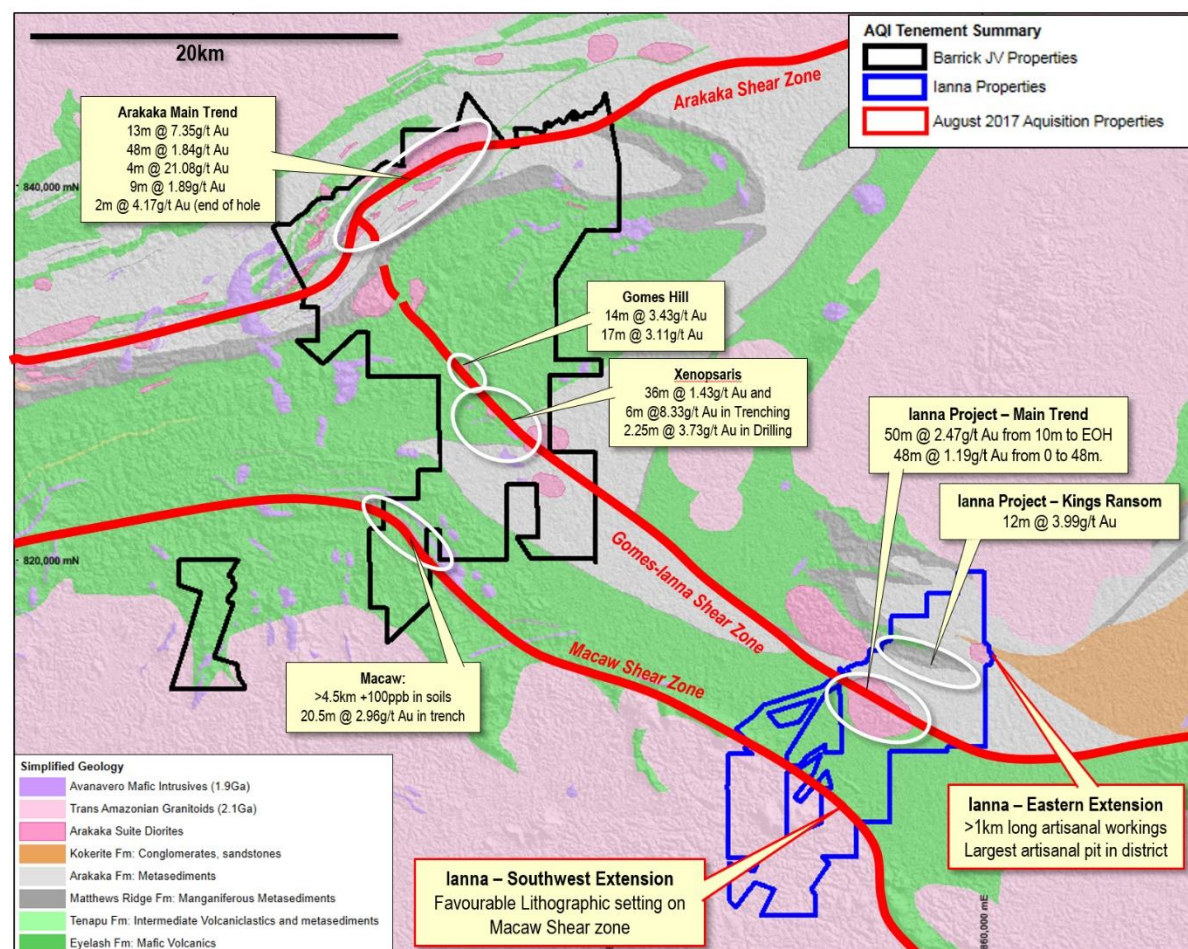 20km
AQI Tenement Summary
Barrick JV Properties
Ianna Properties
August 2017 Aquisition Properties
Arakaka Shear Zone
Arakaka Main Trend
13m @ 7.35g/t Au
48m @ 1.84g/t Au
4m @ 21.08g/t Au
9m @ 1.89g/t Au
2m @ 4.17g/t Au (end of hole
840,000 mN
Gomes Hill
14m @ 3.43g/t Au
17m @ 3.11g/t Au
Xenopsaris
36m @ 1.43g/t Au and
6m @8.33g/t Au in Trenching
2.25m @ 3.73g/t Au in Drilling
Ianna Project – Main Trend
50m @ 2.47g/t Au from 10m to EOH
48m @ 1.19g/t Au from 0 to 48m.
Ianna Project – Kings Ransom
12m @ 3.99g/t Au
820,000 mN
Gomes-Ianna Shear Zone
Macaw Shear Zone
Macaw:
>4.5km +100ppb in soils
20.5m @ 2.96g/t Au in trench
Simplified Geology
Avanavero Mafic Intrusives (1.9Ga)
Trans Amazonian Granitoids (2.1Ga)
Arakaka Suite Diorites
Kokerite Fm: Conglomerates, sandstones
Arakaka Fm: Metasediments
Matthews Ridge Fm: Manganiferous Metasediments
Tenapu Fm: Intermediate Volcaniclastics and metasediments
Eyelash Fm: Mafic Volcanics
Ianna – Southwest Extension
Favourable Lithographic setting on
Macaw Shear zone
Ianna – Eastern Extension
>1km long artisanal workings
Largest artisanal pit in district
860,000 mE